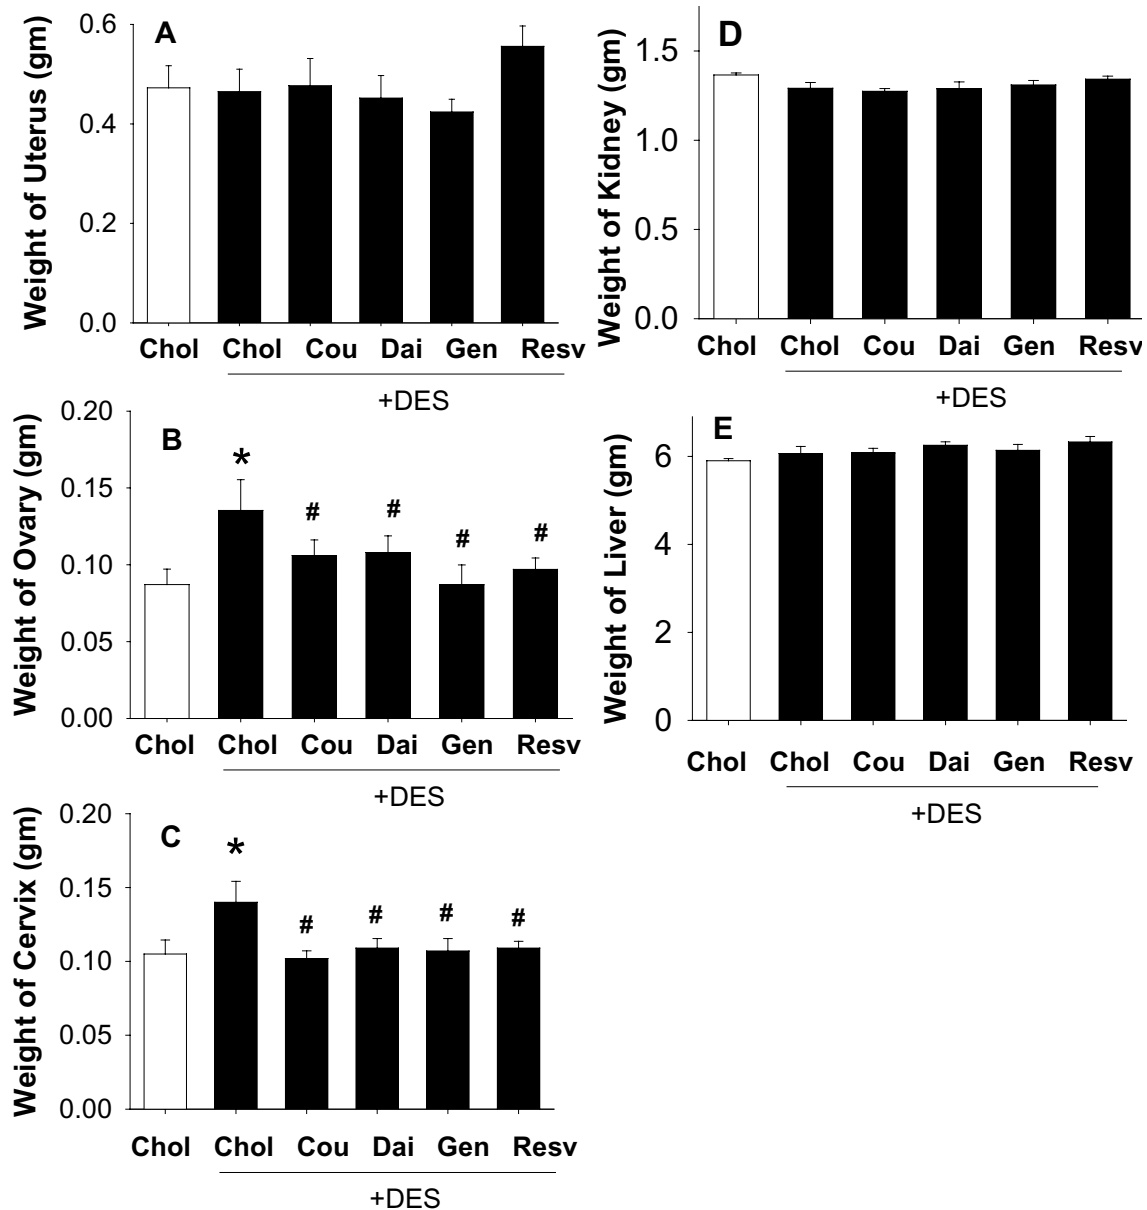 A
Weight of Uterus (gm)
0.6
0.4
0.2
0.0
Chol Chol Cou Dai Gen Resv
+DES
D
Weight of Kidney (gm)
1.5
1.0
0.5
0.0
Chol Chol Cou Dai Gen Resv
+DES
B
Weight of Ovary (gm)
0.20
0.15
0.10
0.05
0.00
* # # # #
Chol Chol Cou Dai Gen Resv
+DES
E
Weight of Liver (gm)
6
4
2
0
Chol Chol Cou Dai Gen Resv
+DES
C
Weight of Cervix (gm)
0.20
0.15
0.10
0.05
0.00
* # # # #
Chol Chol Cou Dai Gen Resv
+DES